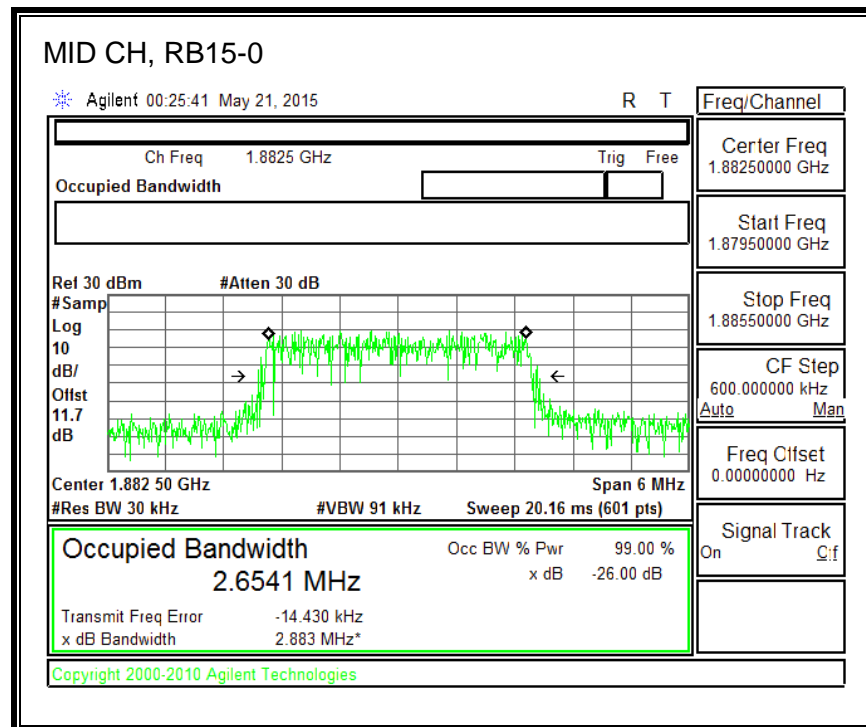 MID CH, RB15-0
Agilent 00:25:41 May 21, 2015 R T
Freq/Channel
Ch Freq 1.8825 GHz Trig Free
Occupied Bandwidth
Center Freq
1.88250000 GHz
Start Freq
1.87950000 GHz
Stop Freq
1.88550000 GHz
CF Step
600.000000 kHz
Auto Man
Freq Offset
0.00000000 Hz
Signal Track
On Off
Ref 30 dBm #Atten 30 dB
#Samp
Log
10
dB/
Offst
11.7
dB
Center 1.882 50 GHz Span 6 MHz
#Res BW 30 kHz #VBW 91 kHz Sweep 20.16 ms (601 pts)
Occupied Bandwidth
2.6541 MHz
Occ BW % Pwr 99.00 %
x dB -26.00 dB
Transmit Freq Error -14.430 kHz
x dB Bandwidth 2.883 MHz*
Copyright 2000-2010 Agilent Technologies